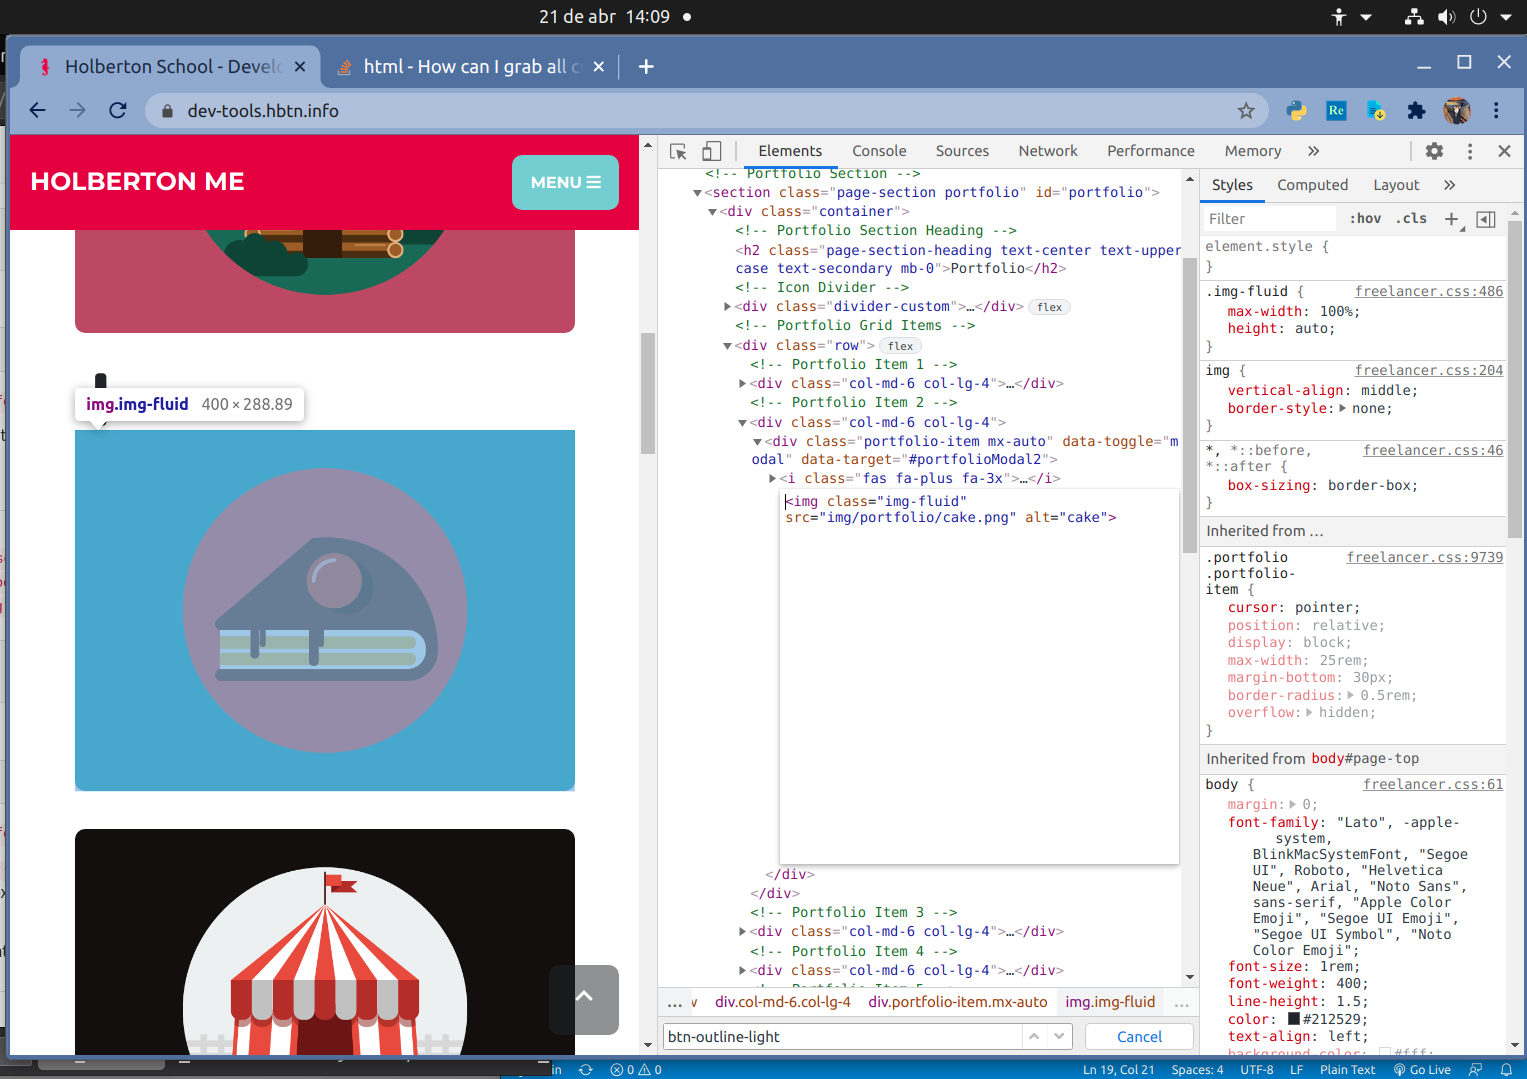 21 de abr 14:09
Holberton School - Develo
html - How can I grab all c
dev-tools.hbtn.info
Re
HOLBERTON ME
MENU
img.img-fluid 400 × 288.89
Elements Console Sources Network Performance Memory »
<!-- Portfolio Section -->
<section class="page-section portfolio" id="portfolio">
<div class="container">
<!-- Portfolio Section Heading -->
<h2 class="page-section-heading text-center text-upper
case text-secondary mb-0">Portfolio</h2>
<!-- Icon Divider -->
<div class="divider-custom">…</div> flex
<!-- Portfolio Grid Items -->
<div class="row"> flex
<!-- Portfolio Item 1 -->
<div class="col-md-6 col-lg-4">…</div>
<!-- Portfolio Item 2 -->
<div class="col-md-6 col-lg-4">
<div class="portfolio-item mx-auto" data-toggle="m
odal" data-target="#portfolioModal2">
<i class="fas fa-plus fa-3x">…</i>
<img class="img-fluid"
src="img/portfolio/cake.png" alt="cake">
</div>
</div>
<!-- Portfolio Item 3 -->
<div class="col-md-6 col-lg-4">…</div>
<!-- Portfolio Item 4 -->
<div class="col-md-6 col-lg-4">…</div>
<!-- Portfolio Item 5 -->
… v div.col-md-6.col-lg-4 div.portfolio-item.mx-auto img.img-fluid …
btn-outline-light
Cancel
Styles Computed Layout »
Filter :hov .cls +
element.style {
}
.img-fluid { freelancer.css:486
max-width: 100%;
height: auto;
}
img { freelancer.css:204
vertical-align: middle;
border-style: none;
}
*, *::before, freelancer.css:46
*::after {
box-sizing: border-box;
}
Inherited from …
.portfolio freelancer.css:9739
.portfolio-
item {
cursor: pointer;
position: relative;
display: block;
max-width: 25rem;
margin-bottom: 30px;
border-radius: 0.5rem;
overflow: hidden;
}
Inherited from body#page-top
body { freelancer.css:61
margin: 0;
font-family: "Lato", -apple-
system,
BlinkMacSystemFont, "Segoe
UI", Roboto, "Helvetica
Neue", Arial, "Noto Sans",
sans-serif, "Apple Color
Emoji", "Segoe UI Emoji",
"Segoe UI Symbol", "Noto
Color Emoji";
font-size: 1rem;
font-weight: 400;
line-height: 1.5;
color: #212529;
text-align: left;
background-color: #fff;
0 0 Ln 19, Col 21 Spaces: 4 UTF-8 LF Plain Text Go Live